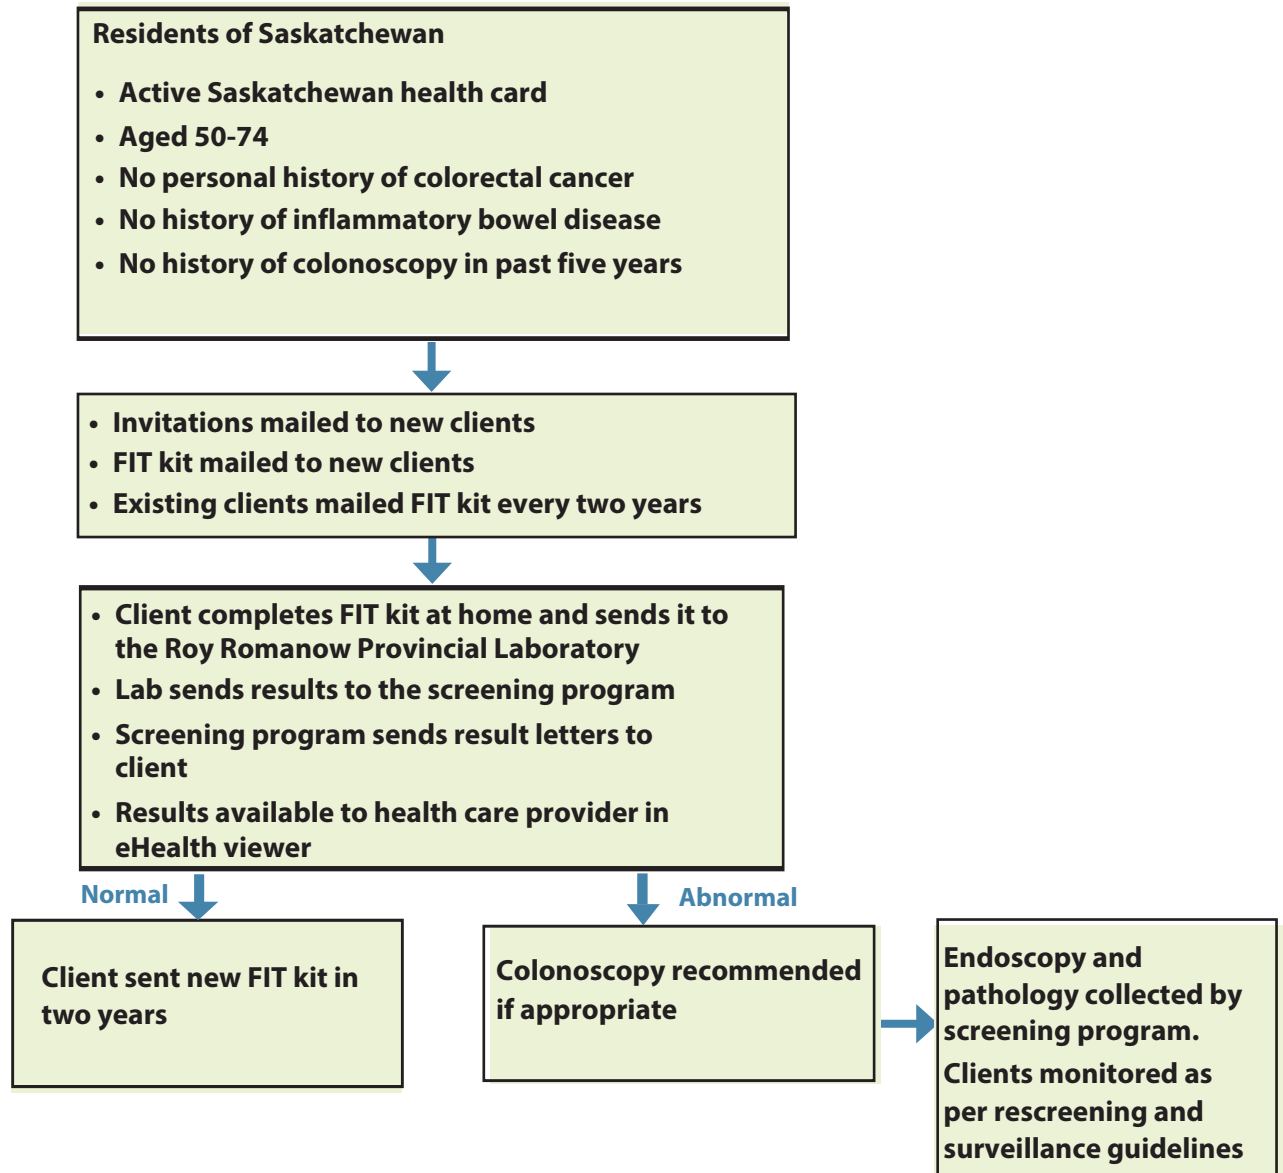 Residents of Saskatchewan
• Active Saskatchewan health card
• Aged 50-74
• No personal history of colorectal cancer
• No history of inflammatory bowel disease
• No history of colonoscopy in past five years
• Invitations mailed to new clients
• FIT kit mailed to new clients
• Existing clients mailed FIT kit every two years
• Client completes FIT kit at home and sends it to
the Roy Romanow Provincial Laboratory
• Lab sends results to the screening program
• Screening program sends result letters to
client
• Results available to health care provider in
eHealth viewer
Normal
Abnormal
Client sent new FIT kit in
two years
Colonoscopy recommended
if appropriate
Endoscopy and
pathology collected by
screening program.
Clients monitored as
per rescreening and
surveillance guidelines